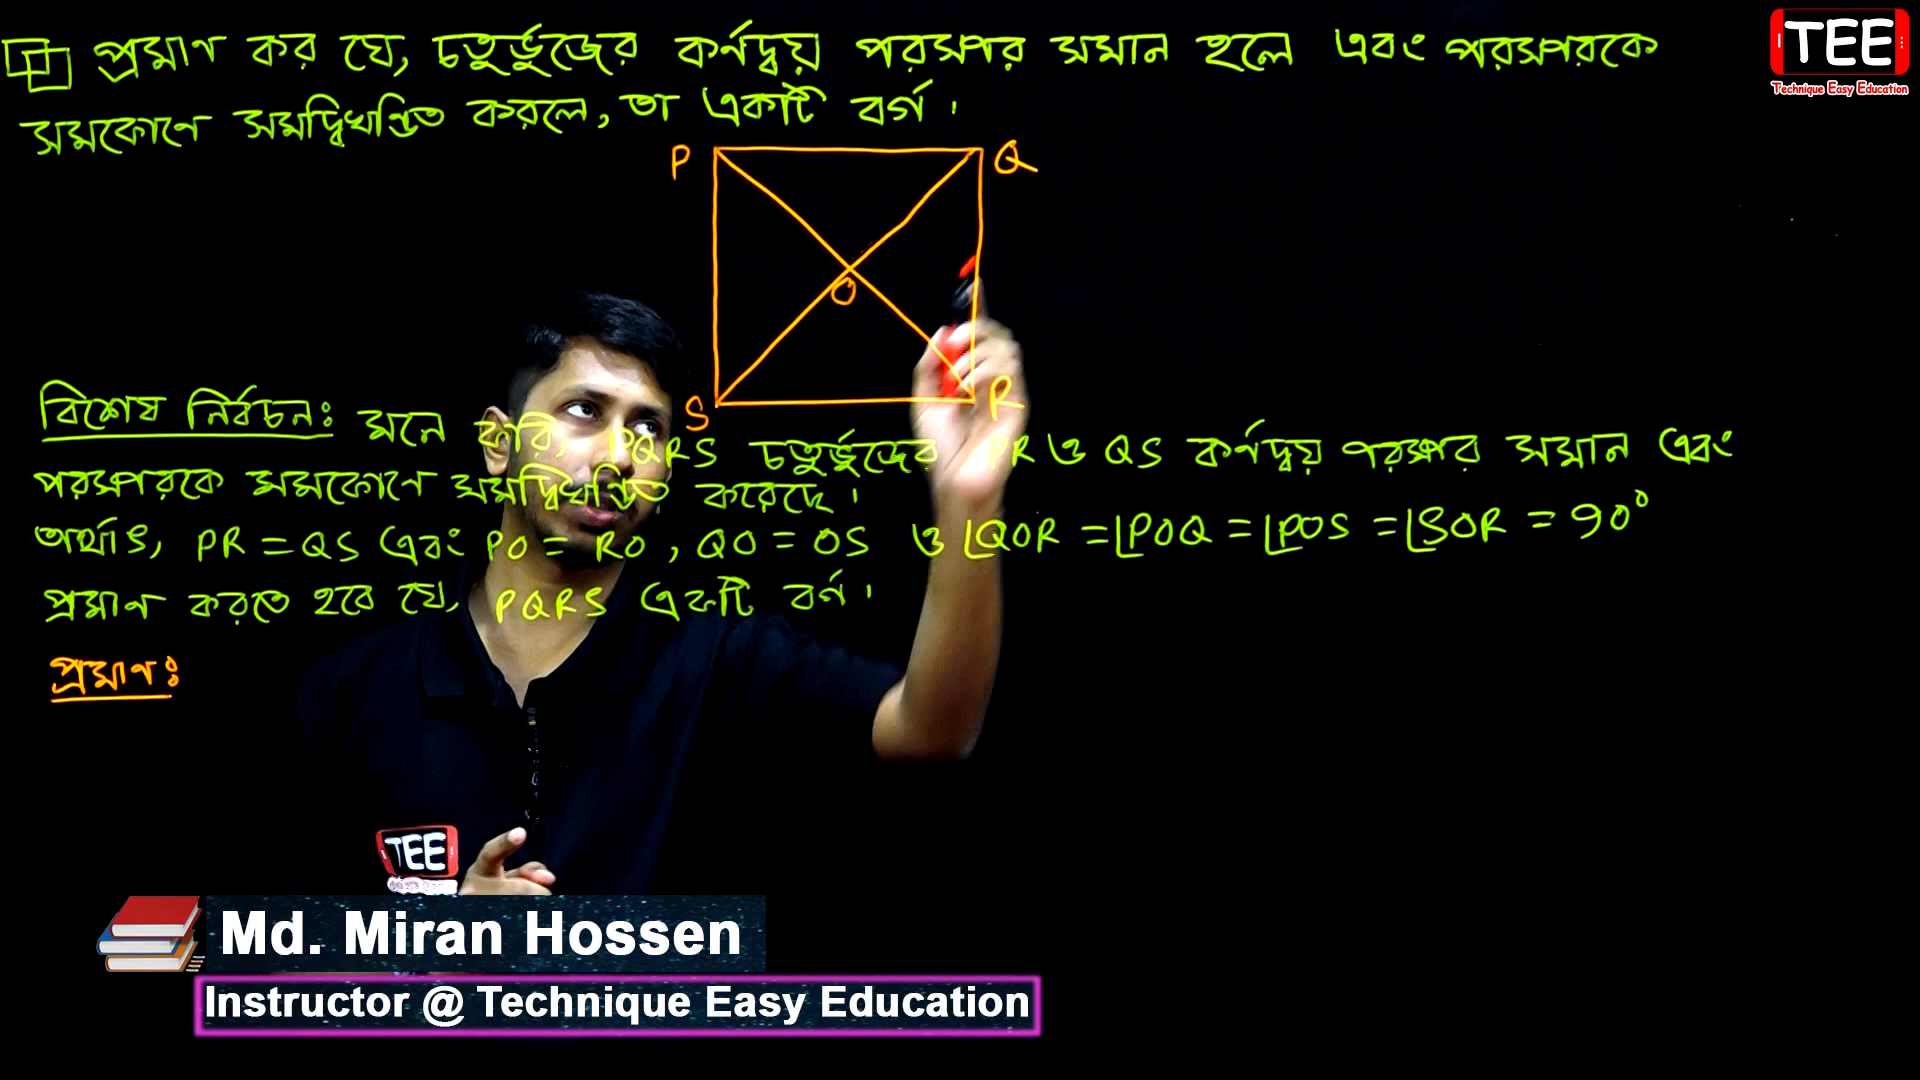 প্রমাণ কর যে, চতুর্ভুজের কর্ণদ্বয় পরস্পর সমান হলে এবং পরস্পরকে
সমকোণে সমদ্বিখন্ডিত করলে, তা একটি বর্গ।
TEE
Technique Easy Education
P
Q
O
S
R
বিশেষ নির্বচনঃ মনে করি, PQRS চতুর্ভুজের PR ও QS কর্ণদ্বয় পরস্পর সমান এবং
পরস্পরকে সমকোণে সমদ্বিখন্ডিত করেছে।
অর্থাৎ, PR = QS এবং PO = RO, QO = OS ও ∠QOR = ∠POQ = ∠POS = ∠SOR = 90°
প্রমাণ করতে হবে যে, PQRS একটি বর্গ।
প্রমাণঃ
TEE
Md. Miran Hossen
Instructor @ Technique Easy Education